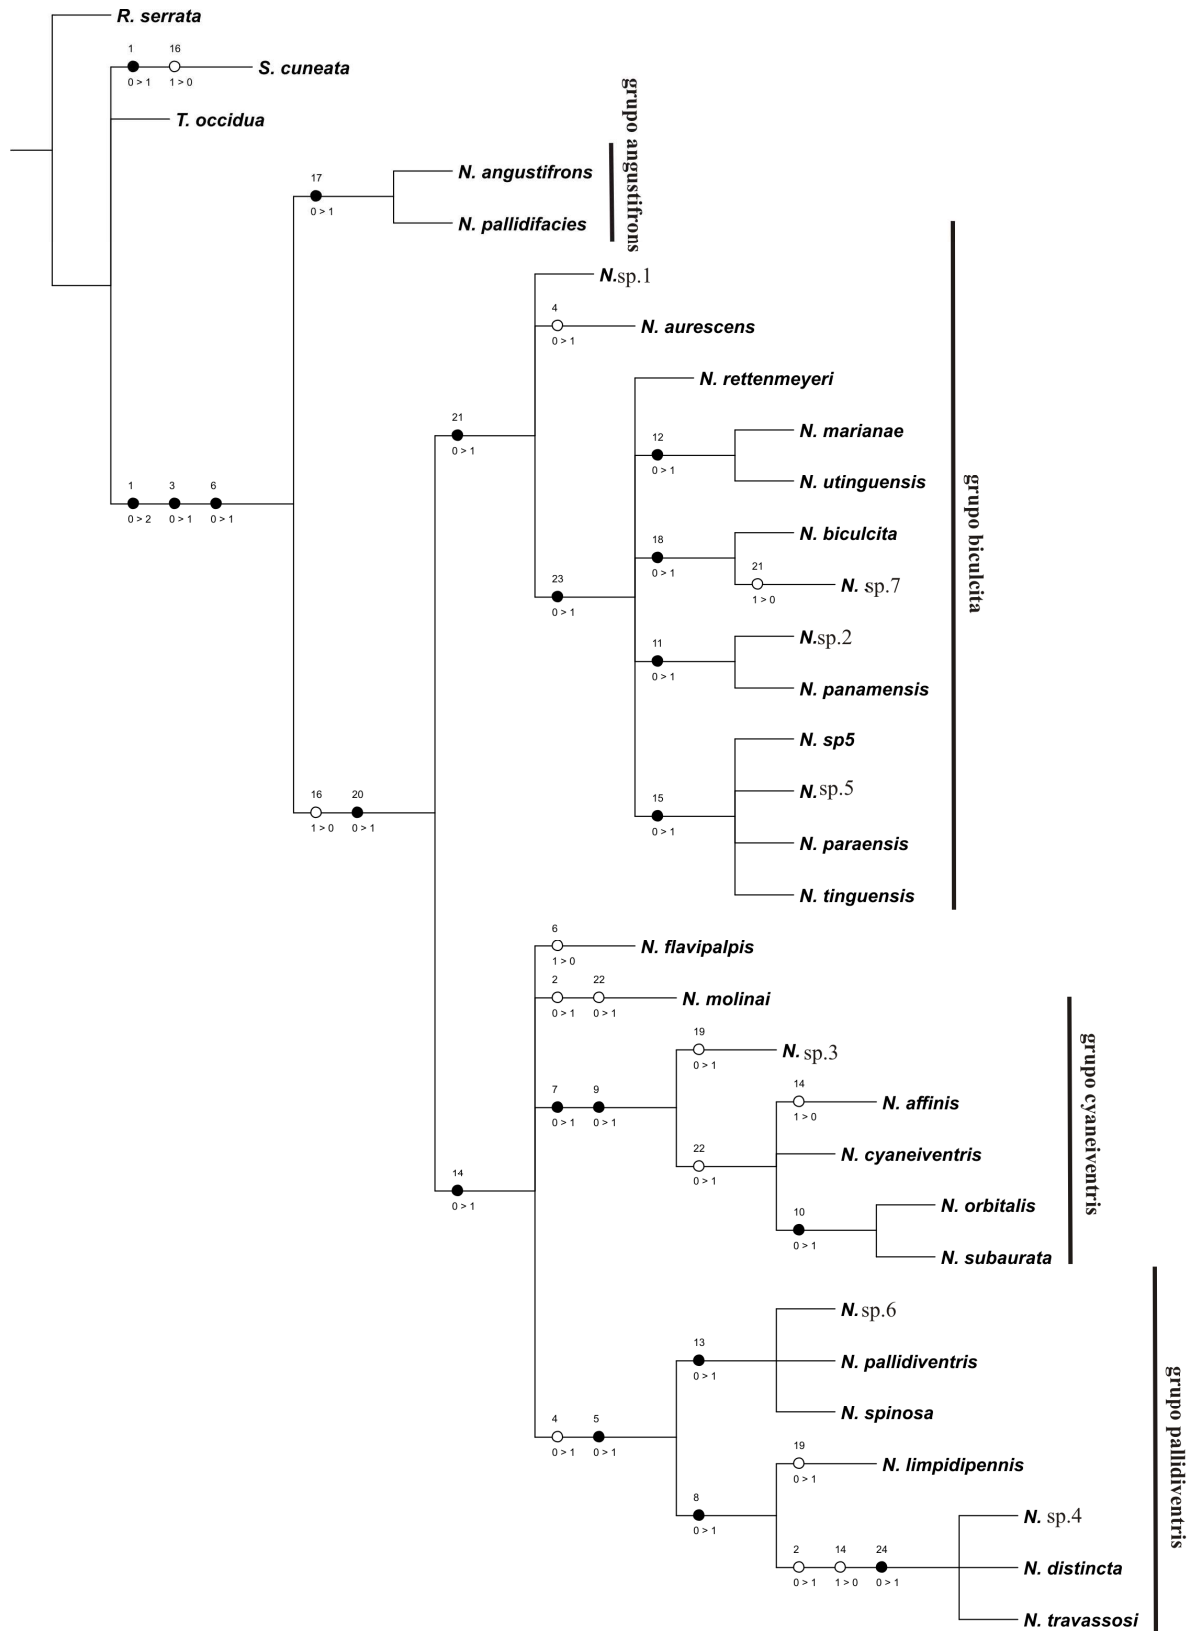 R. serrata
1 16
0 > 1 1 > 0
S. cuneata
T. occidua
17
0 > 1
N. angustifrons
N. pallidifacies
grupo angustifrons
N.sp.1
4
0 > 1
N. aurescens
N. rettenmeyeri
21
0 > 1
12
0 > 1
N. marianae
N. utinguensis
1 3 6
0 > 2 0 > 1 0 > 1
18
0 > 1
N. biculcita
21
1 > 0
N. sp.7
23
0 > 1
11
0 > 1
N.sp.2
N. panamensis
N. sp5
N. sp.5
15
0 > 1
N. paraensis
N. tinguensis
grupo biculcita
16 20
1 > 0 0 > 1
6
1 > 0
N. flavipalpis
2 22
0 > 1 0 > 1
N. molinai
19
0 > 1
N. sp.3
7 9
0 > 1 0 > 1
14
1 > 0
N. affinis
22
0 > 1
N. cyaneiventris
14
0 > 1
10
0 > 1
N. orbitalis
N. subaurata
grupo cyaneiventris
N. sp.6
13
0 > 1
N. pallidiventris
N. spinosa
4 5
0 > 1 0 > 1
19
0 > 1
N. limpidipennis
8
0 > 1
N. sp.4
2 14 24
0 > 1 1 > 0 0 > 1
N. distincta
N. travassosi
grupo pallidiventris